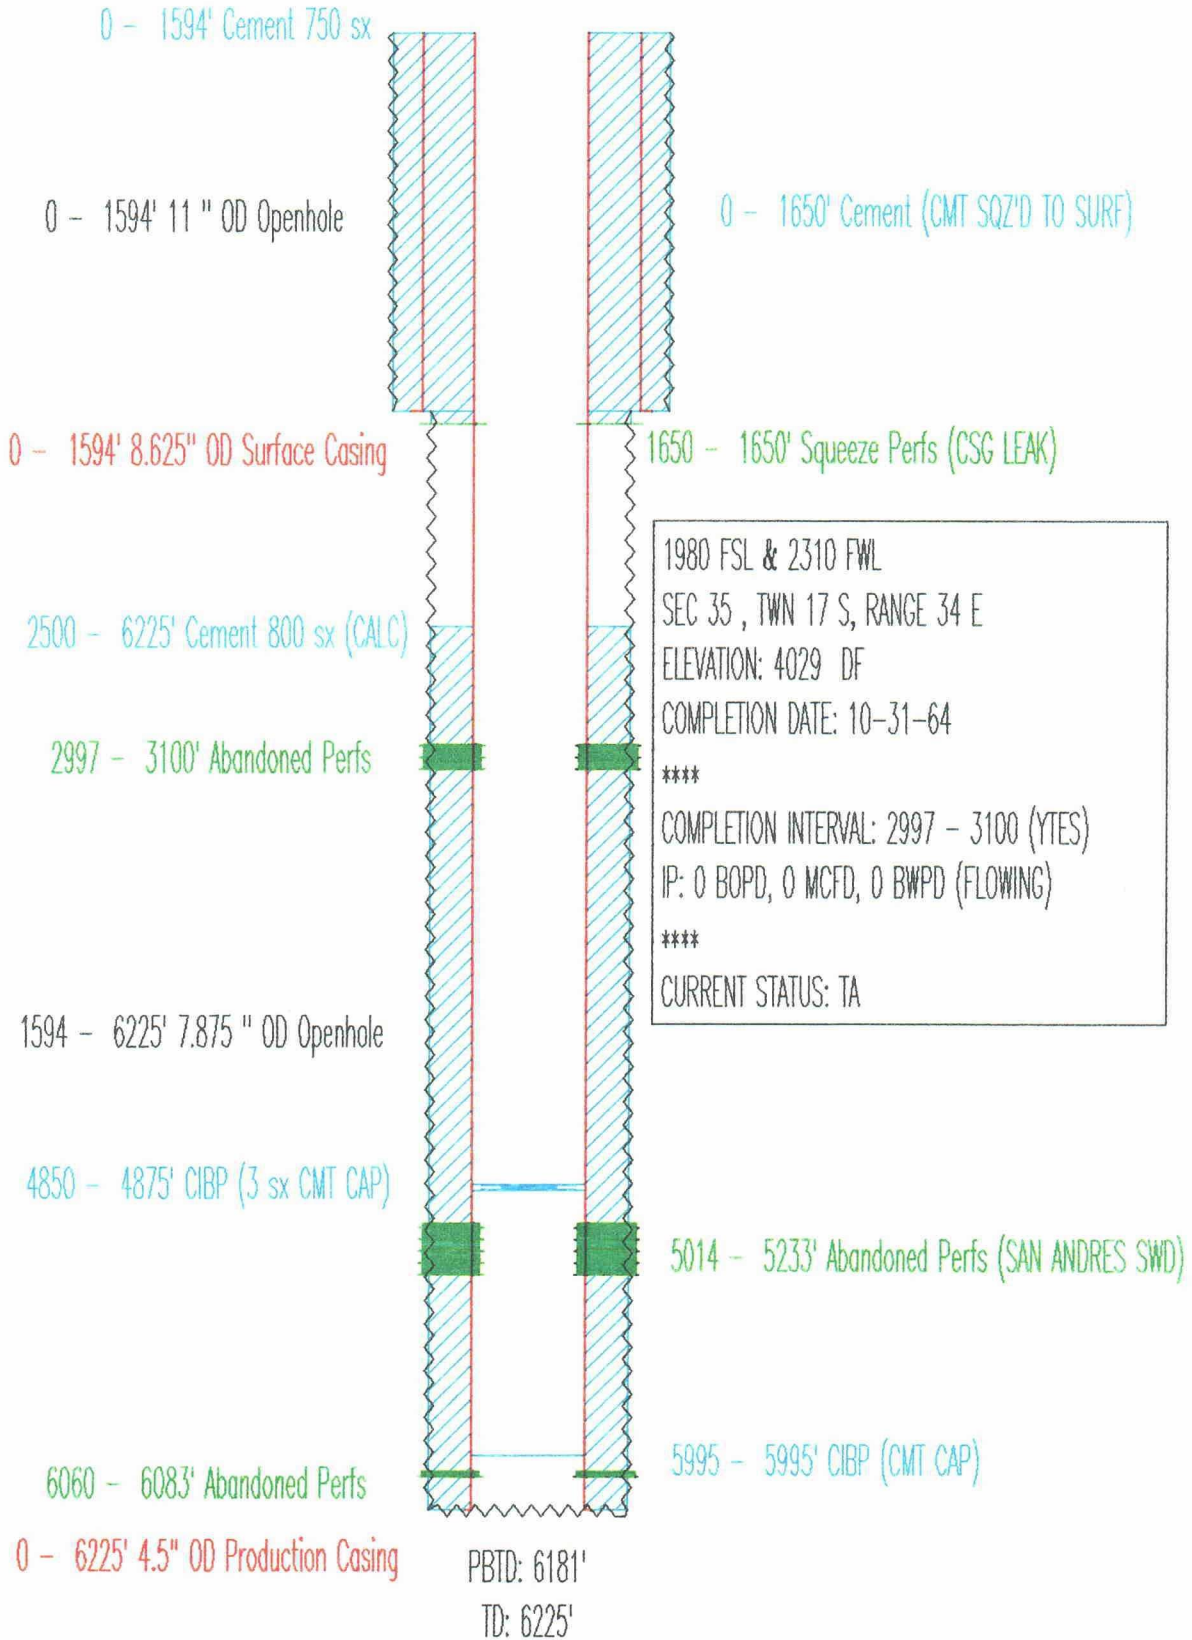 0 - 1594' Cement 750 sx
0 - 1594' 11 " OD Openhole
0 - 1650' Cement (CMT SQZ'D TO SURF)
0 - 1594' 8.625" OD Surface Casing
1650 - 1650' Squeeze Perfs (CSG LEAK)
1980 FSL & 2310 FWL
SEC 35 , TWN 17 S, RANGE 34 E
ELEVATION: 4029 DF
COMPLETION DATE: 10-31-64
****
COMPLETION INTERVAL: 2997 - 3100 (YTES)
IP: 0 BOPD, 0 MCFD, 0 BWPD (FLOWING)
****
CURRENT STATUS: TA
2500 - 6225' Cement 800 sx (CALC)
2997 - 3100' Abandoned Perfs
1594 - 6225' 7.875 " OD Openhole
4850 - 4875' CIBP (3 sx CMT CAP)
5014 - 5233' Abandoned Perfs (SAN ANDRES SWD)
5995 - 5995' CIBP (CMT CAP)
6060 - 6083' Abandoned Perfs
0 - 6225' 4.5" OD Production Casing
PBTD: 6181'
TD: 6225'